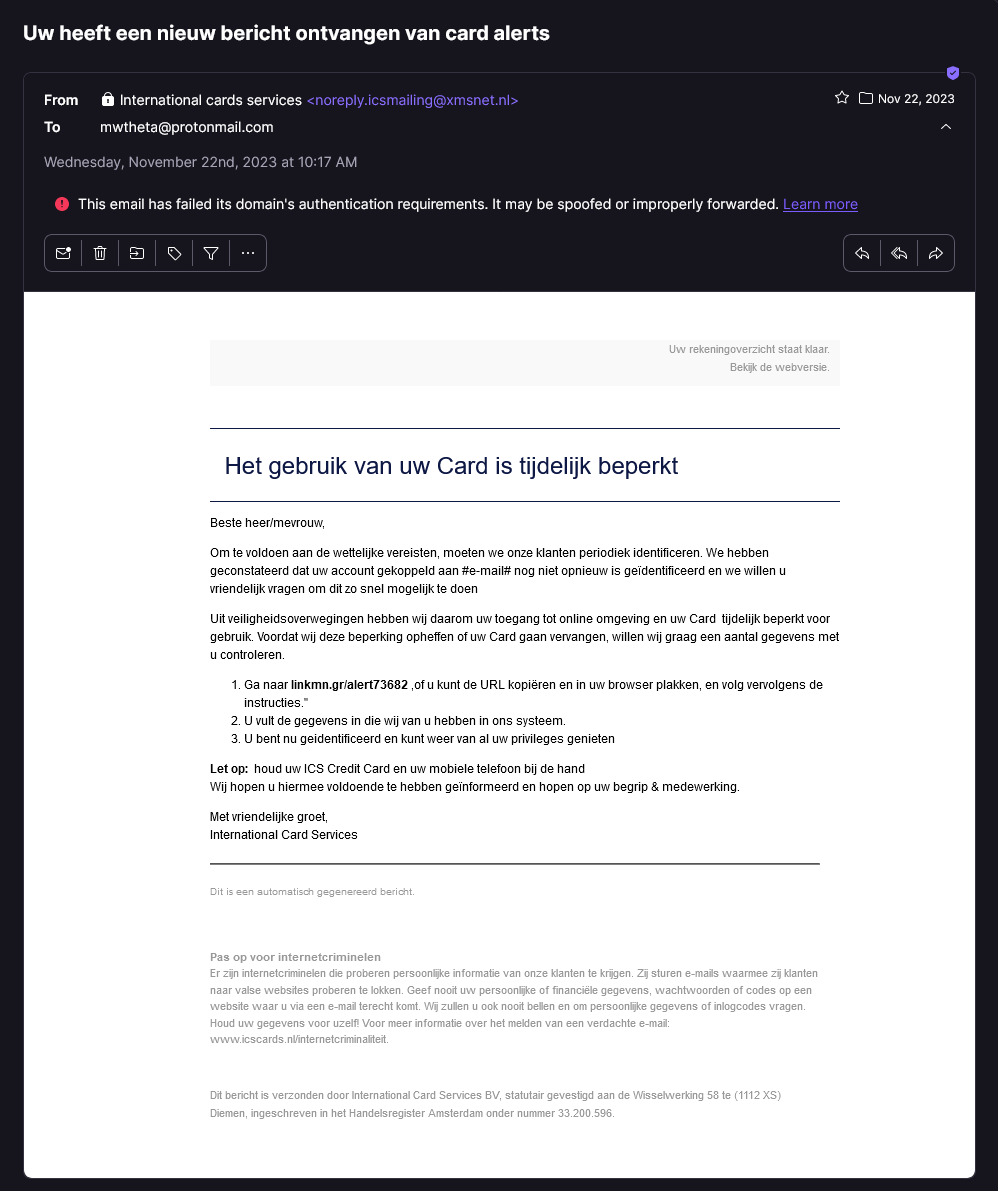 Uw heeft een nieuw bericht ontvangen van card alerts
From International cards services <noreply.icsmailing@xmsnet.nl> Nov 22, 2023
To mwtheta@protonmail.com
Wednesday, November 22nd, 2023 at 10:17 AM
This email has failed its domain's authentication requirements. It may be spoofed or improperly forwarded. Learn more
Uw rekeningoverzicht staat klaar.
Bekijk de webversie.
Het gebruik van uw Card is tijdelijk beperkt
Beste heer/mevrouw,
Om te voldoen aan de wettelijke vereisten, moeten we onze klanten periodiek identificeren. We hebben
geconstateerd dat uw account gekoppeld aan #e-mail# nog niet opnieuw is geïdentificeerd en we willen u
vriendelijk vragen om dit zo snel mogelijk te doen
Uit veiligheidsoverwegingen hebben wij daarom uw toegang tot online omgeving en uw Card tijdelijk beperkt voor
gebruik. Voordat wij deze beperking opheffen of uw Card gaan vervangen, willen wij graag een aantal gegevens met
u controleren.
1. Ga naar linkmn.gr/alert73682 ,of u kunt de URL kopiëren en in uw browser plakken, en volg vervolgens de
instructies."
2. U vult de gegevens in die wij van u hebben in ons systeem.
3. U bent nu geidentificeerd en kunt weer van al uw privileges genieten
Let op: houd uw ICS Credit Card en uw mobiele telefoon bij de hand
Wij hopen u hiermee voldoende te hebben geïnformeerd en hopen op uw begrip & medewerking.
Met vriendelijke groet,
International Card Services
Dit is een automatisch gegenereerd bericht.
Pas op voor internetcriminelen
Er zijn internetcriminelen die proberen persoonlijke informatie van onze klanten te krijgen. Zij sturen e-mails waarmee zij klanten
naar valse websites proberen te lokken. Geef nooit uw persoonlijke of financiële gegevens, wachtwoorden of codes op een
website waar u via een e-mail terecht komt. Wij zullen u ook nooit bellen en om persoonlijke gegevens of inlogcodes vragen.
Houd uw gegevens voor uzelf! Voor meer informatie over het melden van een verdachte e-mail:
www.icscards.nl/internetcriminaliteit.
Dit bericht is verzonden door International Card Services BV, statutair gevestigd aan de Wisselwerking 58 te (1112 XS)
Diemen, ingeschreven in het Handelsregister Amsterdam onder nummer 33.200.596.